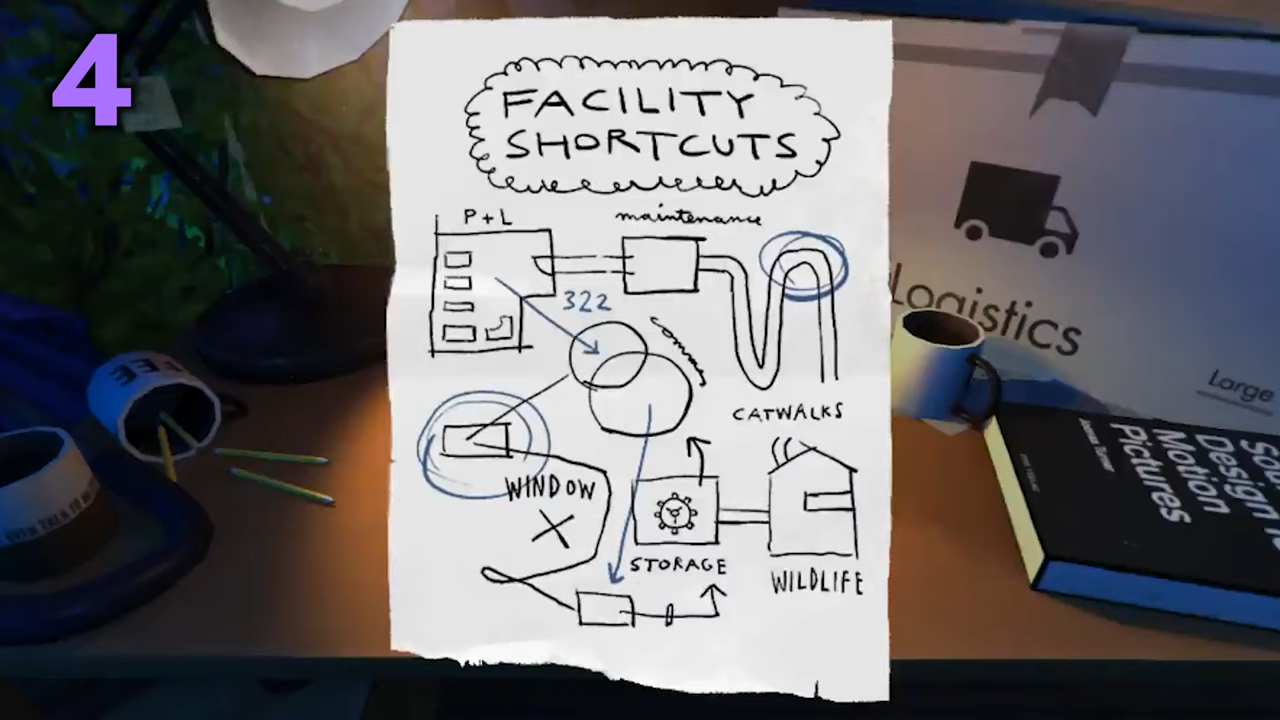 4
FACILITY
SHORTCUTS
P+L
maintenance
322
CATWALKS
WINDOW
STORAGE
WILDLIFE
Logistics
Large
Design
Motion
Pictures